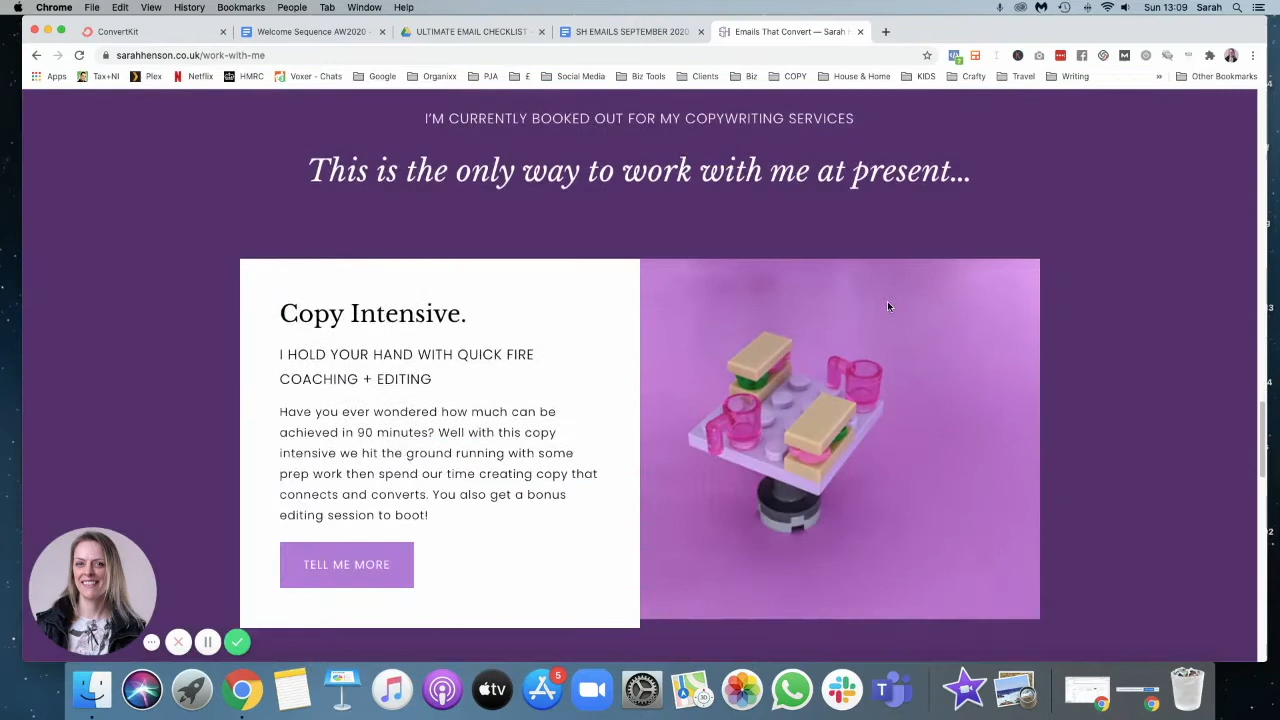 Chrome File Edit View History Bookmarks People Tab Window Help Sun 13:09 Sarah
ConvertKit Welcome Sequence AW2020 - ULTIMATE EMAIL CHECKLIST - SH EMAILS SEPTEMBER 2020 Emails That Convert — Sarah H
sarahhenson.co.uk/work-with-me
Apps Tax+NI Plex Netflix HMRC Voxer - Chats Google Organixx PJA £ Social Media Biz Tools Clients Biz COPY House & Home KIDS Crafty Travel Writing » Other Bookmarks
I'M CURRENTLY BOOKED OUT FOR MY COPYWRITING SERVICES
This is the only way to work with me at present...
Copy Intensive.
I HOLD YOUR HAND WITH QUICK FIRE
COACHING + EDITING
Have you ever wondered how much can be
achieved in 90 minutes? Well with this copy
intensive we hit the ground running with some
prep work then spend our time creating copy that
connects and converts. You also get a bonus
editing session to boot!
TELL ME MORE
5
tv
30